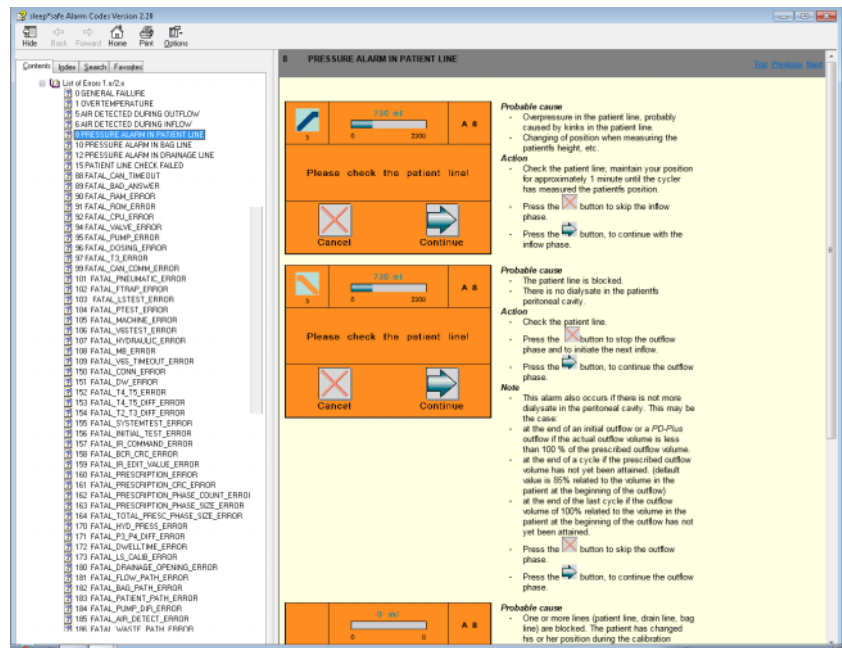 sleep*safe Alarm Codes Version 2.20
Hide Back Forward Home Print Options
Contents Index Search Favorites
List of Errors 1.x/2.x
0 GENERAL FAILURE
1 OVERTEMPERATURE
5 AIR DETECTED DURING OUTFLOW
6 AIR DETECTED DURING INFLOW
8 PRESSURE ALARM IN PATIENT LINE
10 PRESSURE ALARM IN BAG LINE
12 PRESSURE ALARM IN DRAINAGE LINE
15 PATIENT LINE CHECK FAILED
88 FATAL_CAN_TIMEOUT
89 FATAL_BAD_ANSWER
90 FATAL_RAM_ERROR
91 FATAL_ROM_ERROR
92 FATAL_CPU_ERROR
94 FATAL_VALVE_ERROR
95 FATAL_PUMP_ERROR
96 FATAL_DOSING_ERROR
97 FATAL_T3_ERROR
99 FATAL_CAN_COMM_ERROR
101 FATAL_PNEUMATIC_ERROR
102 FATAL_FTRAP_ERROR
103 FATAL_LSTEST_ERROR
104 FATAL_PTEST_ERROR
105 FATAL_MACHINE_ERROR
106 FATAL_V6STEST_ERROR
107 FATAL_HYDRAULIC_ERROR
108 FATAL_MB_ERROR
109 FATAL_V6S_TIMEOUT_ERROR
150 FATAL_CONN_ERROR
151 FATAL_DW_ERROR
152 FATAL_T4_T5_ERROR
153 FATAL_T4_T5_DIFF_ERROR
154 FATAL_T2_T3_DIFF_ERROR
155 FATAL_SYSTEMTEST_ERROR
156 FATAL_INITIAL_TEST_ERROR
157 FATAL_IR_COMMAND_ERROR
158 FATAL_BCR_CRC_ERROR
159 FATAL_IR_EDIT_VALUE_ERROR
160 FATAL_PRESCRIPTION_ERROR
161 FATAL_PRESCRIPTION_CRC_ERROR
162 FATAL_PRESCRIPTION_PHASE_COUNT_ERROI
163 FATAL_PRESCRIPTION_PHASE_SIZE_ERROR
164 FATAL_TOTAL_PRESC_PHASE_SIZE_ERROR
170 FATAL_HYD_PRESS_ERROR
171 FATAL_P3_P4_DIFF_ERROR
172 FATAL_DWELLTIME_ERROR
173 FATAL_LS_CALIB_ERROR
180 FATAL_DRAINAGE_OPENING_ERROR
181 FATAL_FLOW_PATH_ERROR
182 FATAL_BAG_PATH_ERROR
183 FATAL_PATIENT_PATH_ERROR
184 FATAL_PUMP_DIR_ERROR
185 FATAL_AIR_DETECT_ERROR
186 FATAL_WASTE_PATH_ERROR
8 PRESSURE ALARM IN PATIENT LINE
Top Previous Next
730 ml
A 8
3 0 2200
Please check the patient line!
Cancel Continue
Probable cause
- Overpressure in the patient line, probably
caused by kinks in the patient line.
- Changing of position when measuring the
patientfs height, etc.
Action
- Check the patient line; maintain your position
for approximately 1 minute until the cycler
has measured the patientfs position.
- Press the button to skip the inflow
phase.
- Press the button, to continue with the
inflow phase.
730 ml
A 8
3 0 2200
Please check the patient line!
Cancel Continue
Probable cause
- The patient line is blocked.
- There is no dialysate in the patientfs
peritoneal cavity.
Action
- Check the patient line.
- Press the button to stop the outflow
phase and to initiate the next inflow.
- Press the button, to continue the outflow
phase.
Note
- This alarm also occurs if there is not more
dialysate in the peritoneal cavity. This may be
the case:
- at the end of an initial outflow or a PD-Plus
outflow if the actual outflow volume is less
than 100 % of the prescribed outflow volume.
- at the end of a cycle if the prescribed outflow
volume has not yet been attained. (default
value is 85% related to the volume in the
patient at the beginning of the outflow)
- at the end of the last cycle if the outflow
volume of 100% related to the volume in the
patient at the beginning of the outflow has not
yet been attained.
- Press the button to skip the outflow
phase.
- Press the button, to continue the outflow
phase.
0 ml
A 8
0 0
Probable cause
- One or more lines (patient line, drain line, bag
line) are blocked. The patient has changed
his or her position during the calibration